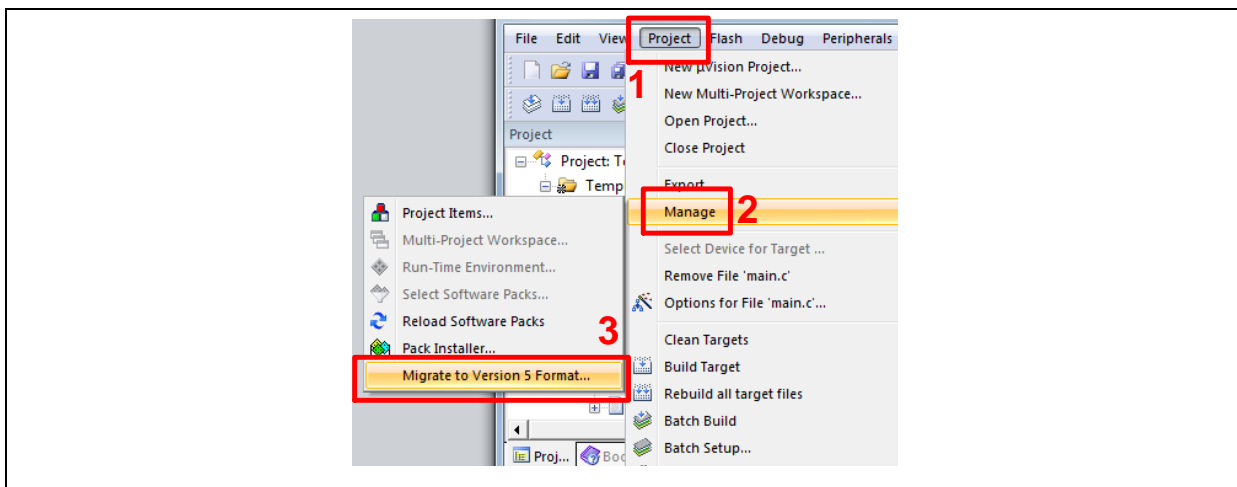 File Edit View Project Flash Debug Peripherals
1
New µVision Project...
New Multi-Project Workspace...
Open Project...
Close Project
Export
Manage 2
Select Device for Target ...
Remove File 'main.c'
Options for File 'main.c'...
Clean Targets
Build Target
Rebuild all target files
Batch Build
Batch Setup...
Project
Project: T
Temp
Project Items...
Multi-Project Workspace...
Run-Time Environment...
Select Software Packs...
Reload Software Packs
3
Pack Installer...
Migrate to Version 5 Format...
Proj... Boo